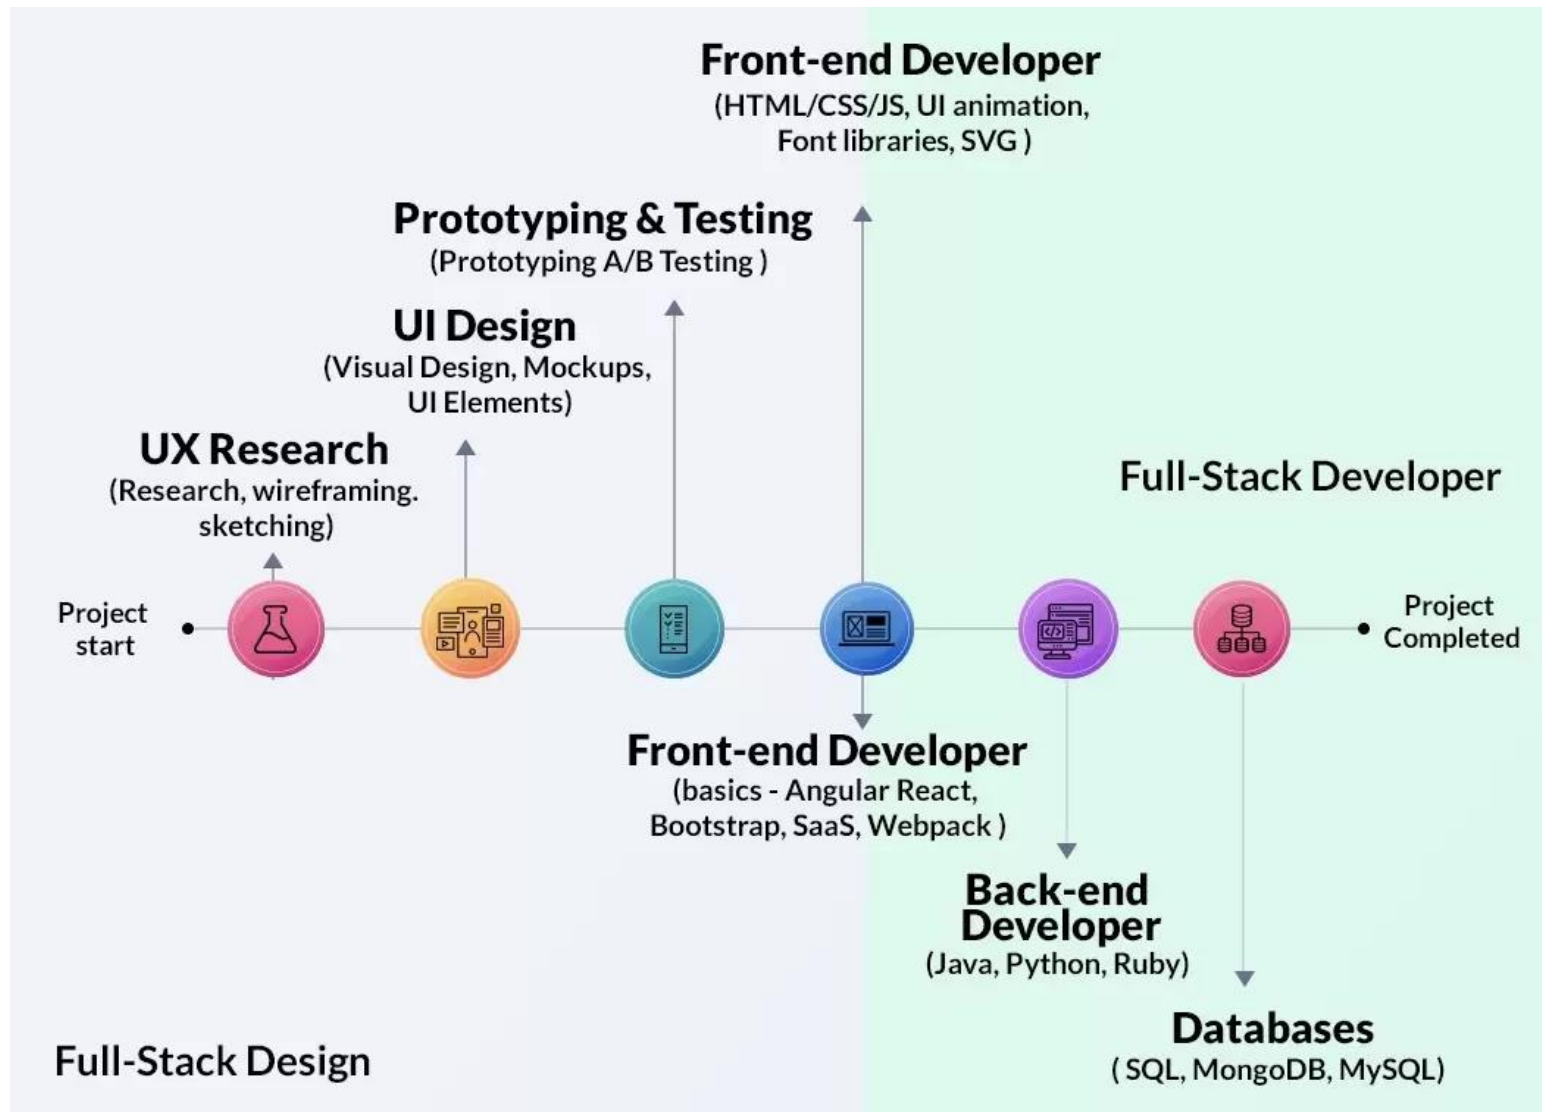 Front-end Developer
(HTML/CSS/JS, UI animation,
Font libraries, SVG )
Prototyping & Testing
(Prototyping A/B Testing )
UI Design
(Visual Design, Mockups,
UI Elements)
UX Research
(Research, wireframing.
sketching)
Full-Stack Developer
Project
start
Project
Completed
Front-end Developer
(basics - Angular React,
Bootstrap, SaaS, Webpack )
Back-end
Developer
(Java, Python, Ruby)
Databases
( SQL, MongoDB, MySQL)
Full-Stack Design